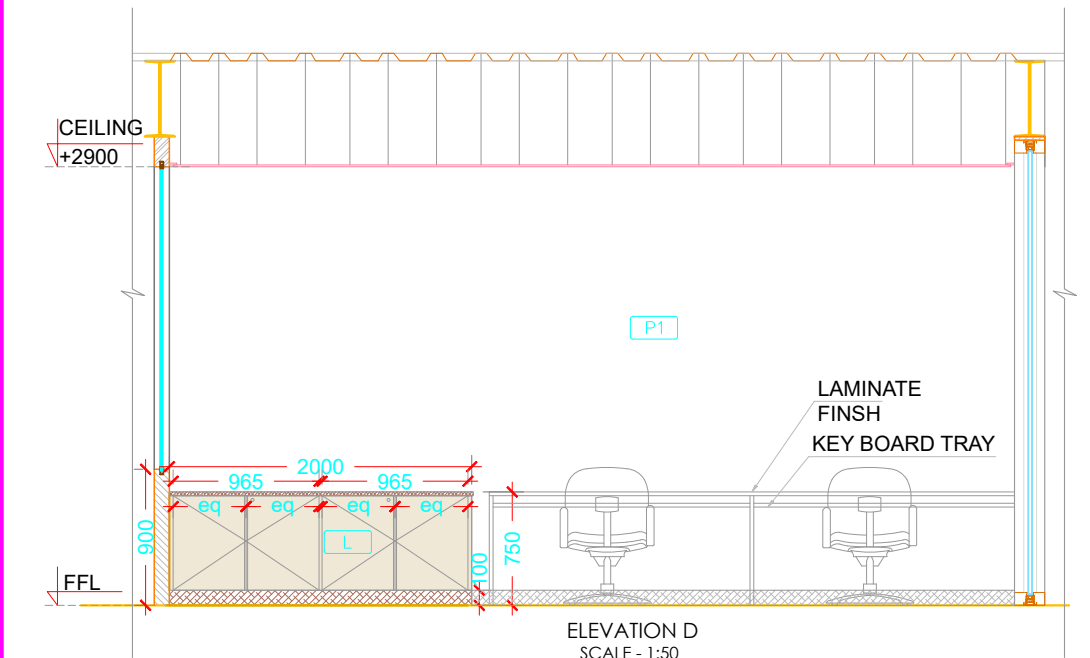 CEILING
+2900
P1
LAMINATE
FINSH
KEY BOARD TRAY
2000
965
965
eq
eq
eq
eq
L
900
100
750
FFL
ELEVATION D
SCALE - 1:50